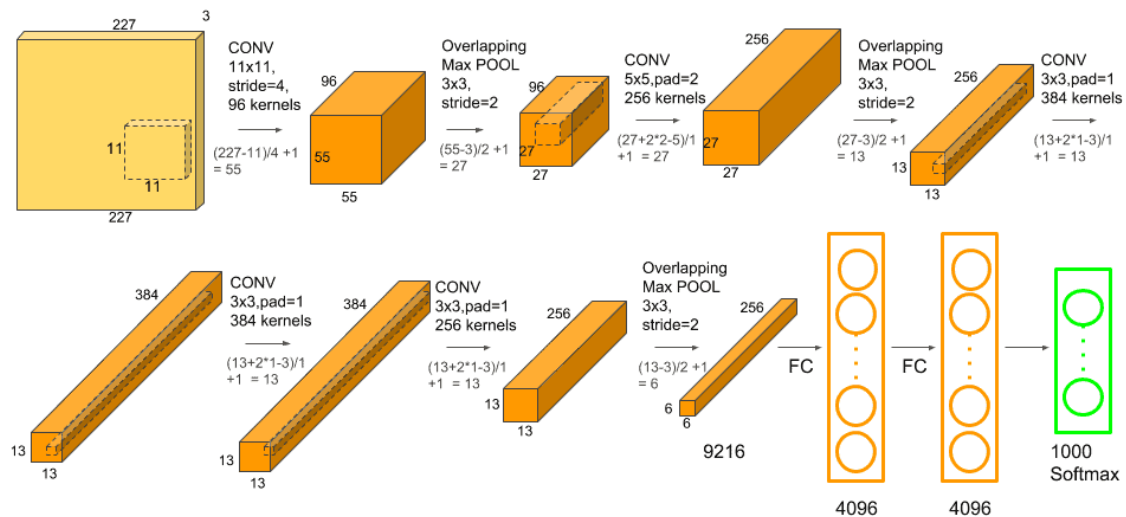 227
3
11
11
227
CONV
11x11,
stride=4,
96 kernels
(227-11)/4 +1
= 55
96
55
55
Overlapping
Max POOL
3x3,
stride=2
(55-3)/2 +1
= 27
96
27
27
CONV
5x5,pad=2
256 kernels
(27+2*2-5)/1
+1 = 27
256
27
27
Overlapping
Max POOL
3x3,
stride=2
(27-3)/2 +1
= 13
256
13
13
CONV
3x3,pad=1
384 kernels
(13+2*1-3)/1
+1 = 13
384
13
13
CONV
3x3,pad=1
384 kernels
(13+2*1-3)/1
+1 = 13
384
13
13
CONV
3x3,pad=1
256 kernels
(13+2*1-3)/1
+1 = 13
256
13
13
Overlapping
Max POOL
3x3,
stride=2
(13-3)/2 +1
= 6
256
6
6
9216
FC
4096
FC
4096
1000
Softmax